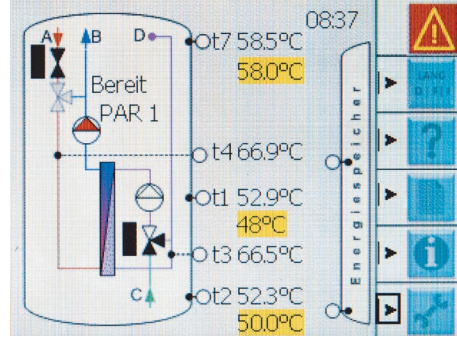 08:37
A
B
D
t7 58.5°C
58.0°C
Bereit
PAR 1
t4 66.9°C
t1 52.9°C
48°C
t3 66.5°C
C
t2 52.3°C
50.0°C
Energiespeicher
LANG
?
i